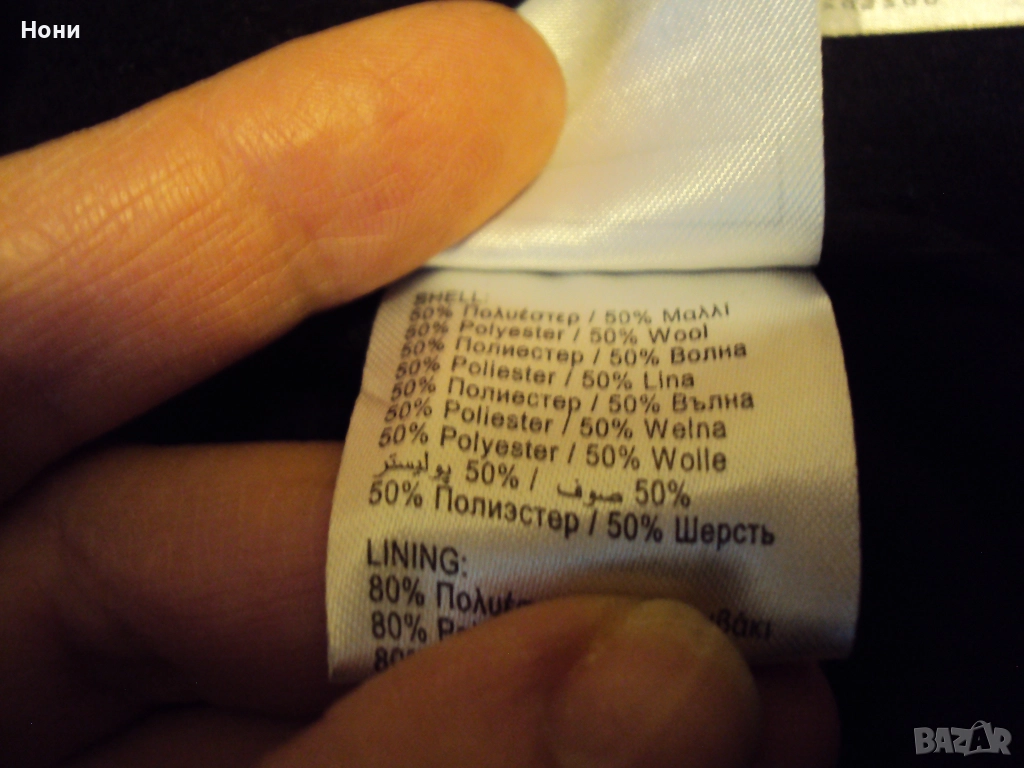 Нони
SHELL:
50% Πολυέστερ / 50% Μαλλί
50% Polyester / 50% Wool
50% Полиестер / 50% Волна
50% Poliester / 50% Lina
50% Полиестер / 50% Вълна
50% Poliester / 50% Wełna
50% Polyester / 50% Wolle
50% صوف / 50% پولیستر
50% Полиэстер / 50% Шерсть
LINING:
80%
80%
BAZAR